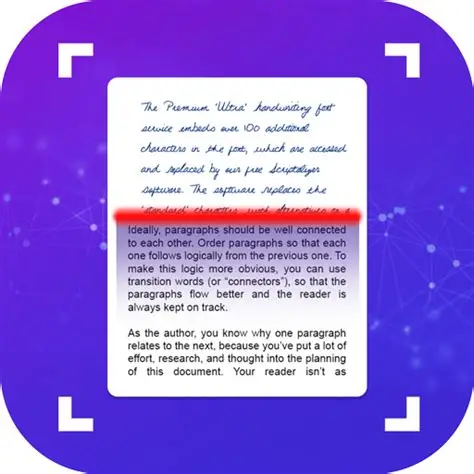 The Premium 'Ultra' handwriting font
service embeds over 100 additional
characters in the font, which are accessed
and replaced by our free Scriptalizer
Software. The software replaces the
'standard' characters with alternatives in a
Ideally, paragraphs should be well connected
to each other. Order paragraphs so that each
one follows logically from the previous one. To
make this logic more obvious, you can use
transition words (or “connectors”), so that the
paragraphs flow better and the reader is
always kept on track.
As the author, you know why one paragraph
relates to the next, because you’ve put a lot of
effort, research, and thought into the planning
of this document. Your reader isn’t as